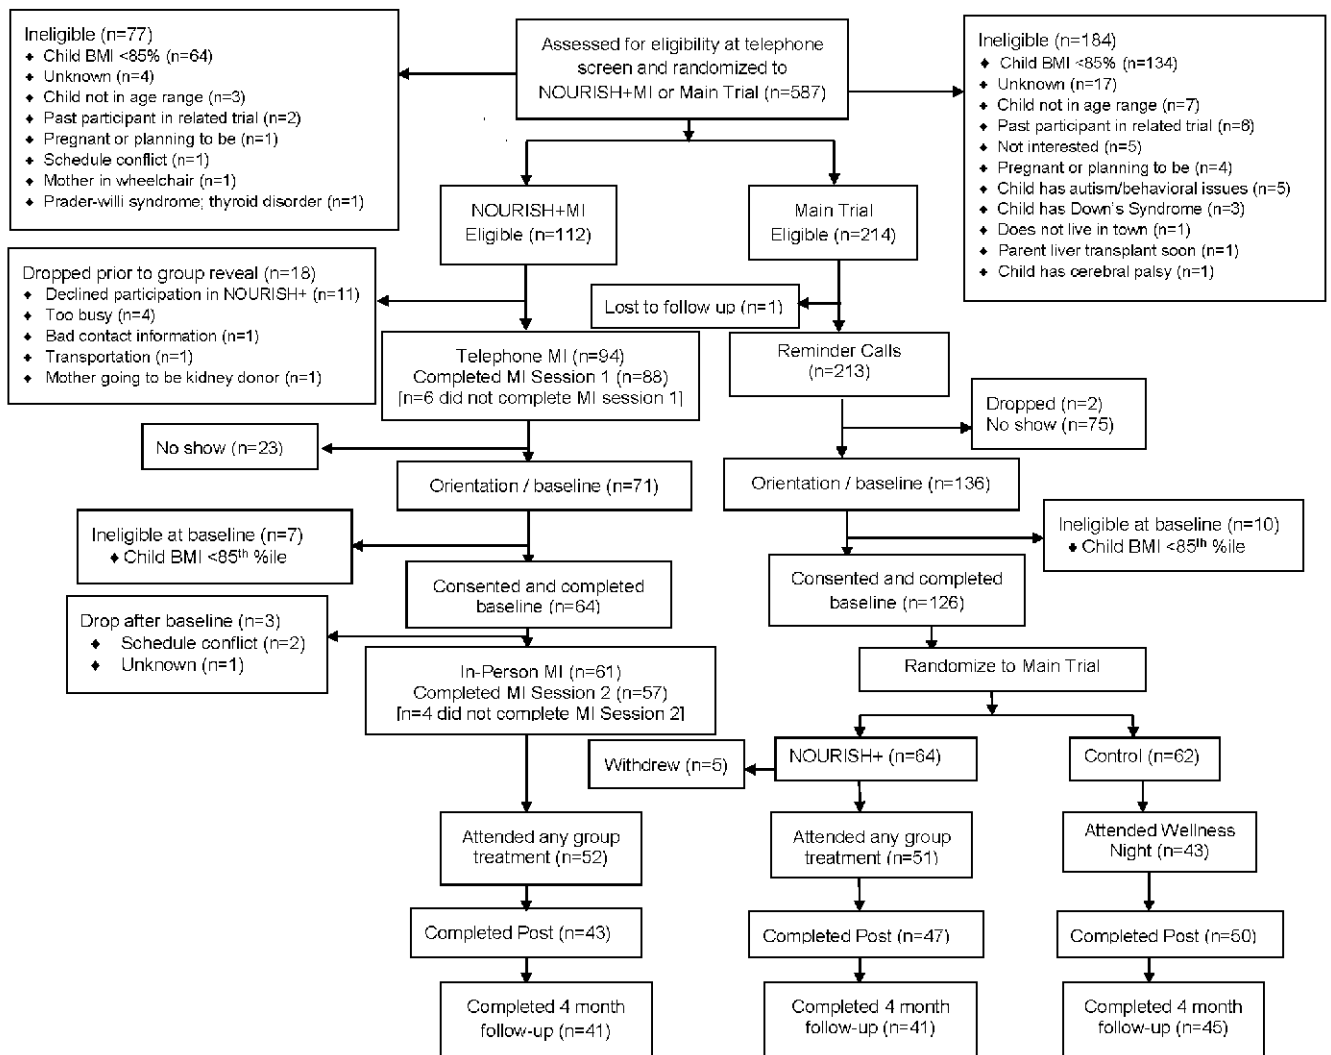 Assessed for eligibility at telephone
screen and randomized to
NOURISH+MI or Main Trial (n=587)
Ineligible (n=77)
♦ Child BMI <85% (n=64)
♦ Unknown (n=4)
♦ Child not in age range (n=3)
♦ Past participant in related trial (n=2)
♦ Pregnant or planning to be (n=1)
♦ Schedule conflict (n=1)
♦ Mother in wheelchair (n=1)
♦ Prader-willi syndrome; thyroid disorder (n=1)
Ineligible (n=184)
♦ Child BMI <85% (n=134)
♦ Unknown (n=17)
♦ Child not in age range (n=7)
♦ Past participant in related trial (n=6)
♦ Not interested (n=5)
♦ Pregnant or planning to be (n=4)
♦ Child has autism/behavioral issues (n=5)
♦ Child has Down's Syndrome (n=3)
♦ Does not live in town (n=1)
♦ Parent liver transplant soon (n=1)
♦ Child has cerebral palsy (n=1)
NOURISH+MI
Eligible (n=112)
Main Trial
Eligible (n=214)
Dropped prior to group reveal (n=18)
♦ Declined participation in NOURISH+ (n=11)
♦ Too busy (n=4)
♦ Bad contact information (n=1)
♦ Transportation (n=1)
♦ Mother going to be kidney donor (n=1)
Lost to follow up (n=1)
Telephone MI (n=94)
Completed MI Session 1 (n=88)
[n=6 did not complete MI session 1]
Reminder Calls
(n=213)
Dropped (n=2)
No show (n=75)
No show (n=23)
Orientation / baseline (n=71)
Orientation / baseline (n=136)
Ineligible at baseline (n=7)
♦ Child BMI <85th %ile
Ineligible at baseline (n=10)
♦ Child BMI <85th %ile
Consented and completed
baseline (n=64)
Consented and completed
baseline (n=126)
Drop after baseline (n=3)
♦ Schedule conflict (n=2)
♦ Unknown (n=1)
In-Person MI (n=61)
Completed MI Session 2 (n=57)
[n=4 did not complete MI Session 2]
Randomize to Main Trial
Withdrew (n=5)
NOURISH+ (n=64)
Control (n=62)
Attended any group
treatment (n=52)
Attended any group
treatment (n=51)
Attended Wellness
Night (n=43)
Completed Post (n=43)
Completed Post (n=47)
Completed Post (n=50)
Completed 4 month
follow-up (n=41)
Completed 4 month
follow-up (n=41)
Completed 4 month
follow-up (n=45)